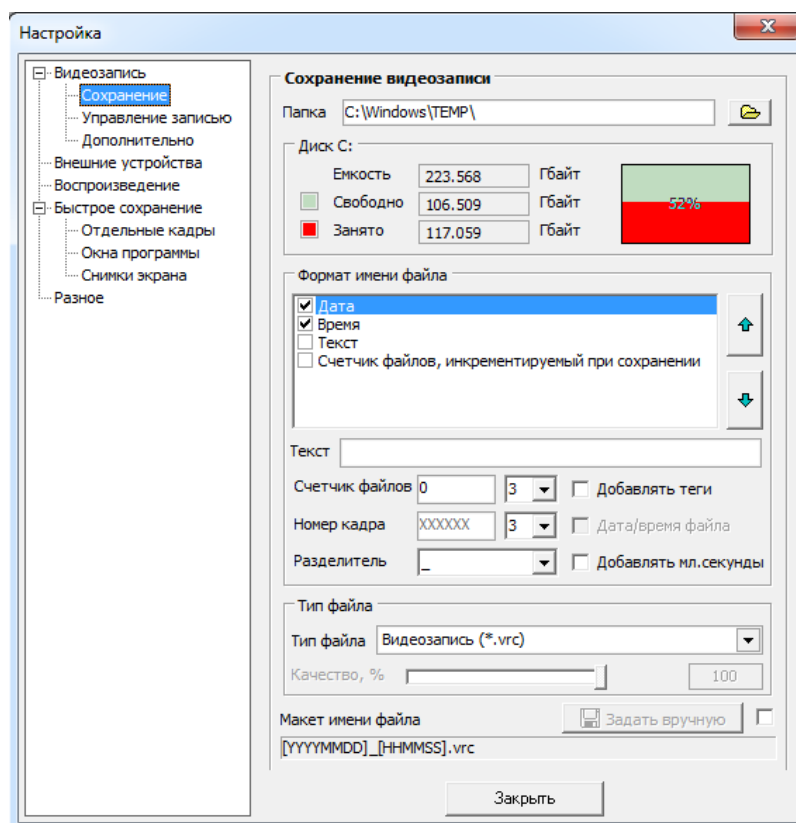 Настройка
Видеозапись
Сохранение
Управление записью
Дополнительно
Внешние устройства
Воспроизведение
Быстрое сохранение
Отдельные кадры
Окна программы
Снимки экрана
Разное
Сохранение видеозаписи
Папка C:\Windows\TEMP\
Диск C:
Емкость 223.568 Гбайт
Свободно 106.509 Гбайт
Занято 117.059 Гбайт
52%
Формат имени файла
Дата
Время
Текст
Счетчик файлов, инкрементируемый при сохранении
Текст
Счетчик файлов 0 3 Добавлять теги
Номер кадра XXXXXX 3 Дата/время файла
Разделитель _ Добавлять мл.секунды
Тип файла
Тип файла Видеозапись (*.vrc)
Качество, % 100
Макет имени файла Задать вручную
[YYYYMMDD]_[HHMMSS].vrc
Закрыть